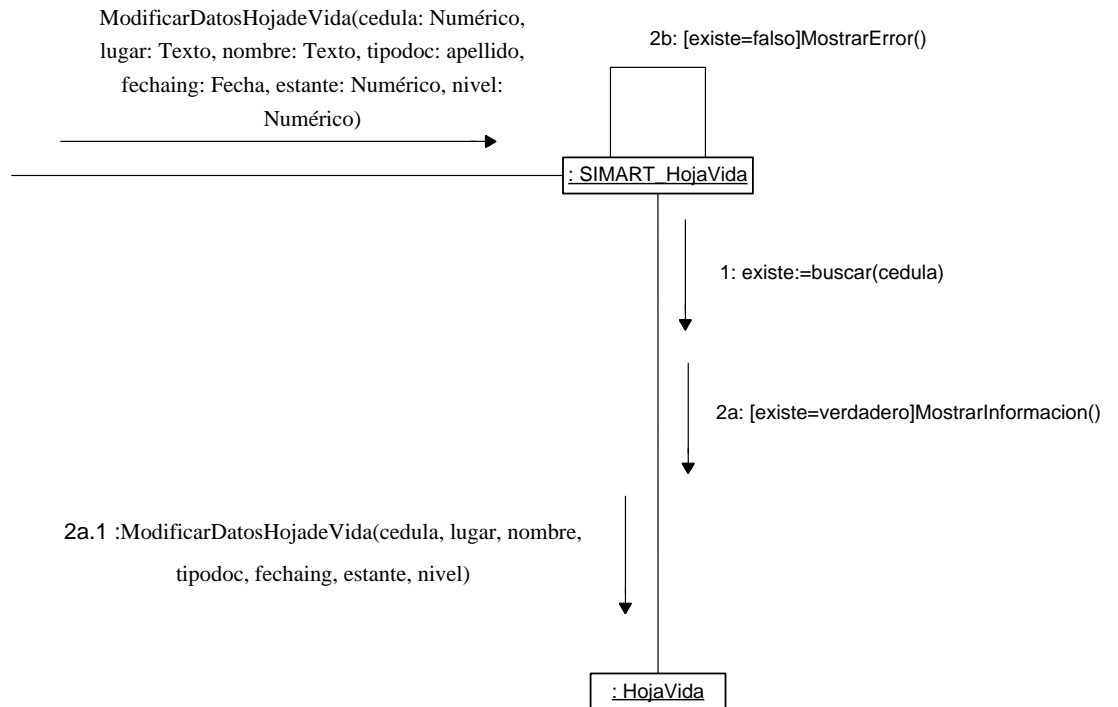 ModificarDatosHojadeVida(cedula: Numérico,
lugar: Texto, nombre: Texto, tipodoc: apellido,
fechaing: Fecha, estante: Numérico, nivel:
Numérico)
2b: [existe=falso]MostrarError()
: SIMART_HojaVida
1: existe:=buscar(cedula)
2a: [existe=verdadero]MostrarInformacion()
2a.1 :ModificarDatosHojadeVida(cedula, lugar, nombre,
tipodoc, fechaing, estante, nivel)
: HojaVida